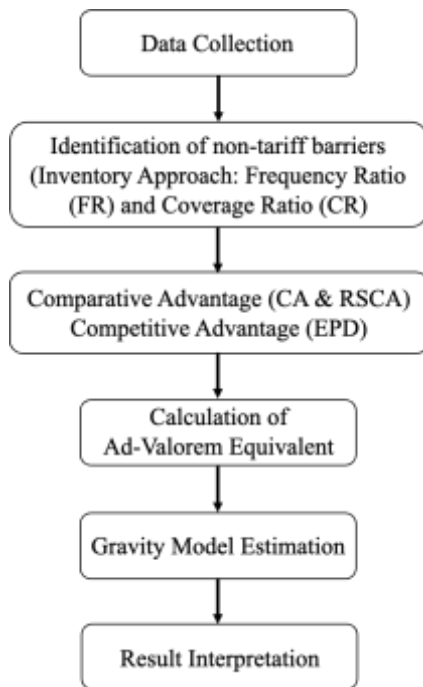 Data Collection
Identification of non-tariff barriers
(Inventory Approach: Frequency Ratio
(FR) and Coverage Ratio (CR)
Comparative Advantage (CA & RSCA)
Competitive Advantage (EPD)
Calculation of
Ad-Valorem Equivalent
Gravity Model Estimation
Result Interpretation